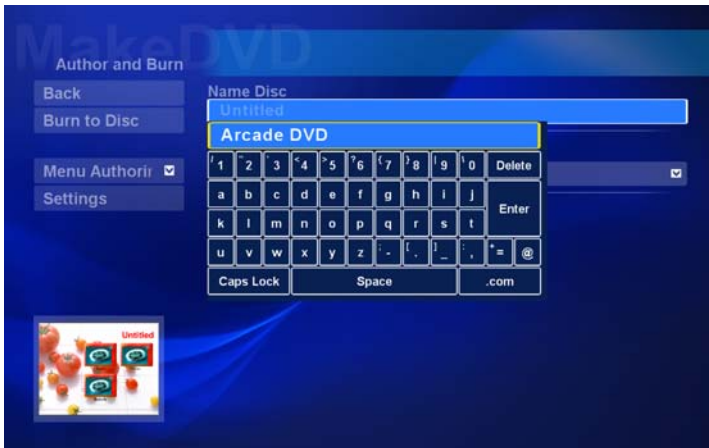 MakeDVD
Author and Burn
Back
Burn to Disc
Menu Authorir
Settings
Name Disc
Untitled
Arcade DVD
1 2 3 4 5 6 7 8 9 0 Delete
a b c d e f g h i j
Enter
k l m n o p q r s t
u v w x y z - . _ , = @
Caps Lock Space .com
Untitled